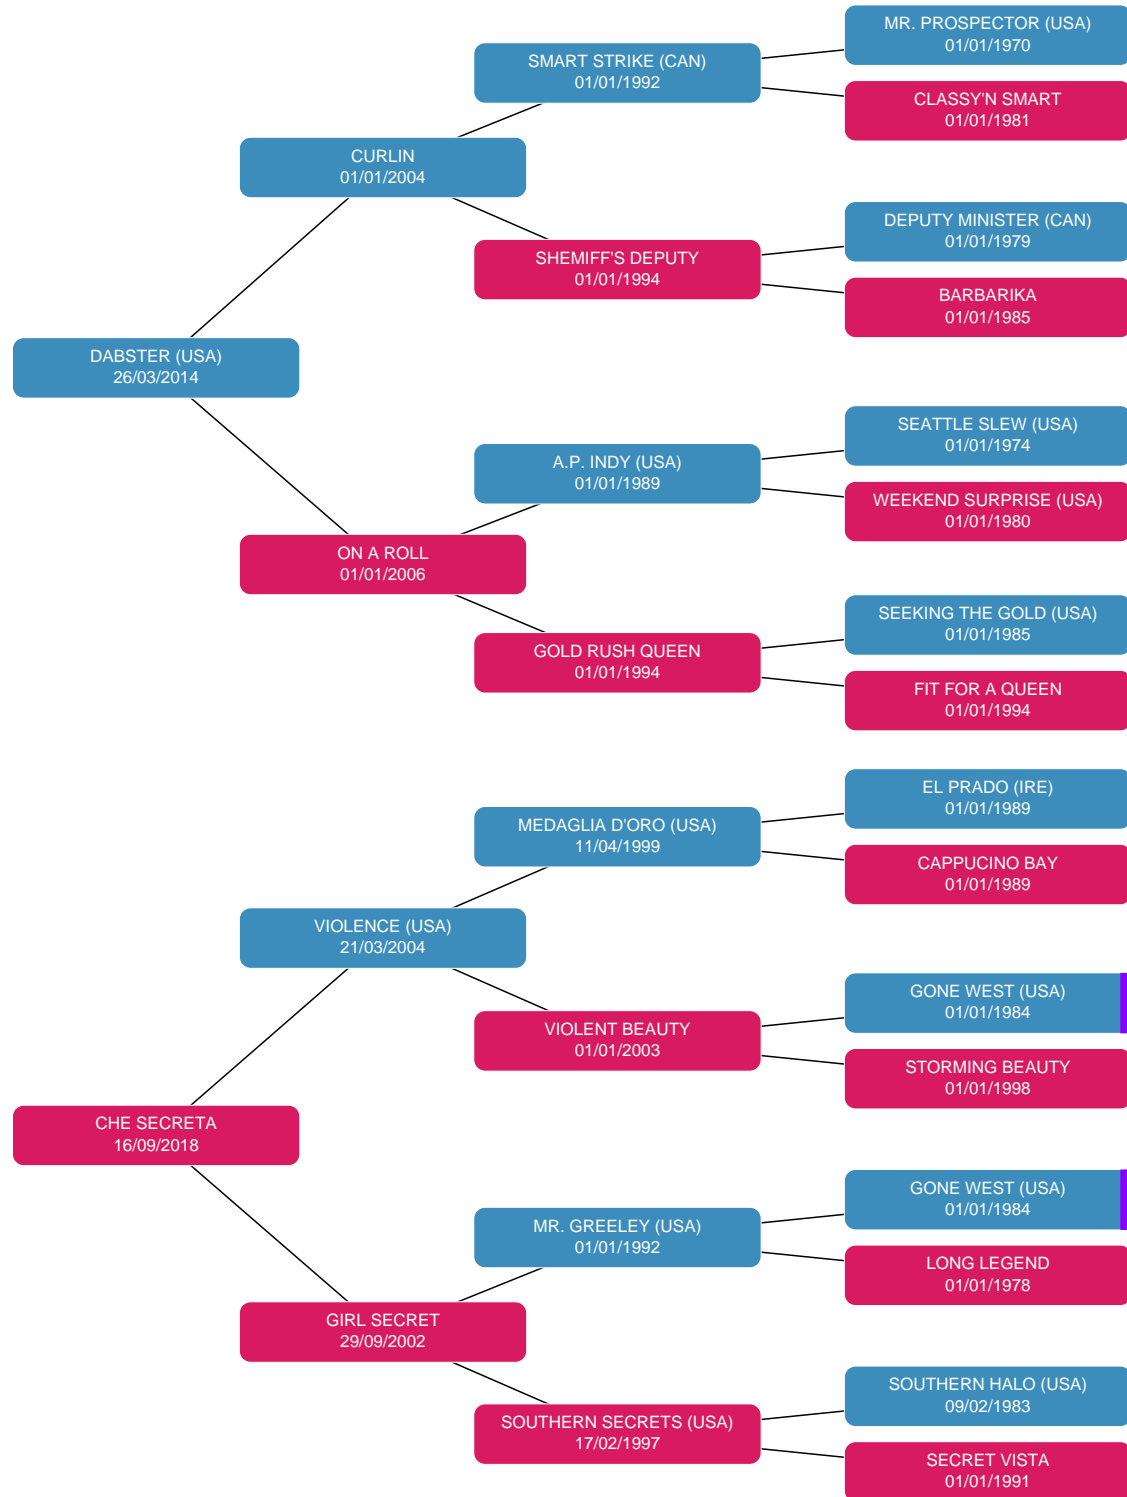 MR. PROSPECTOR (USA)
01/01/1970
SMART STRIKE (CAN)
01/01/1992
CLASSY'N SMART
01/01/1981
CURLIN
01/01/2004
DEPUTY MINISTER (CAN)
01/01/1979
SHEMIFF'S DEPUTY
01/01/1994
BARBARIKA
01/01/1985
DABSTER (USA)
26/03/2014
SEATTLE SLEW (USA)
01/01/1974
A.P. INDY (USA)
01/01/1989
WEEKEND SURPRISE (USA)
01/01/1980
ON A ROLL
01/01/2006
SEEKING THE GOLD (USA)
01/01/1985
GOLD RUSH QUEEN
01/01/1994
FIT FOR A QUEEN
01/01/1994
EL PRADO (IRE)
01/01/1989
MEDAGLIA D'ORO (USA)
11/04/1999
CAPPUCINO BAY
01/01/1989
VIOLENCE (USA)
21/03/2004
GONE WEST (USA)
01/01/1984
VIOLENT BEAUTY
01/01/2003
STORMING BEAUTY
01/01/1998
CHE SECRETA
16/09/2018
GONE WEST (USA)
01/01/1984
MR. GREELEY (USA)
01/01/1992
LONG LEGEND
01/01/1978
GIRL SECRET
29/09/2002
SOUTHERN HALO (USA)
09/02/1983
SOUTHERN SECRETS (USA)
17/02/1997
SECRET VISTA
01/01/1991